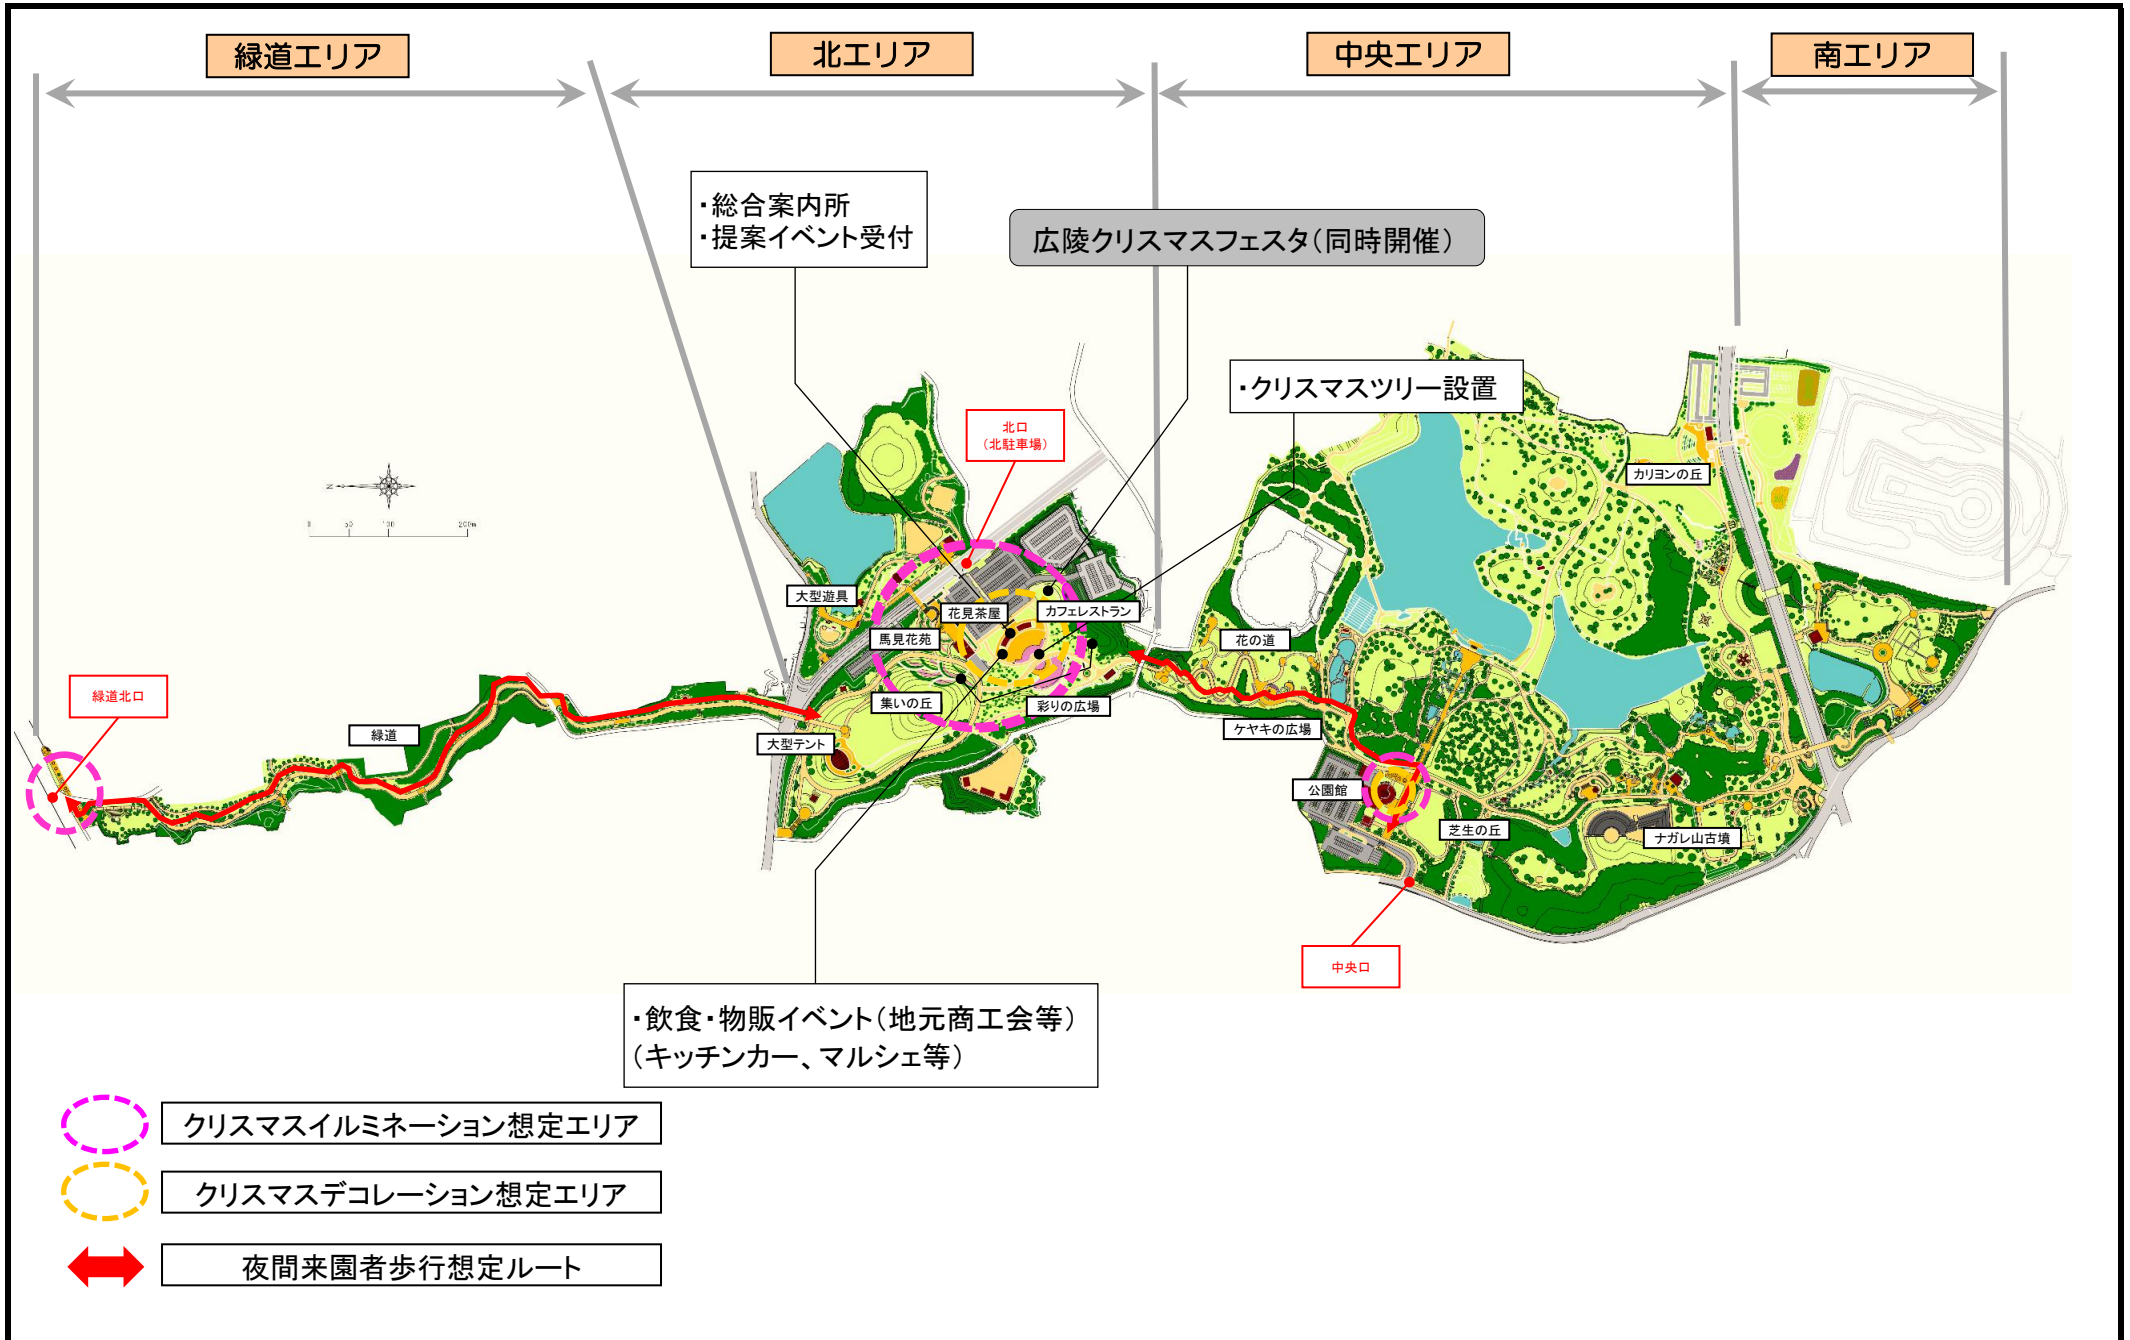 緑道エリア
北エリア
中央エリア
南エリア
・総合案内所
・提案イベント受付
広陵クリスマスフェスタ（同時開催）
・クリスマスツリー設置
北口
（北駐車場）
カリヨンの丘
N
0 50 100 200m
大型遊具
花見茶屋
カフェレストラン
馬見花苑
花の道
緑道北口
集いの丘
彩りの広場
緑道
大型テント
ケヤキの広場
公園館
芝生の丘
ナガレ山古墳
中央口
・飲食・物販イベント（地元商工会等）
（キッチンカー、マルシェ等）
クリスマスイルミネーション想定エリア
クリスマスデコレーション想定エリア
夜間来園者歩行想定ルート